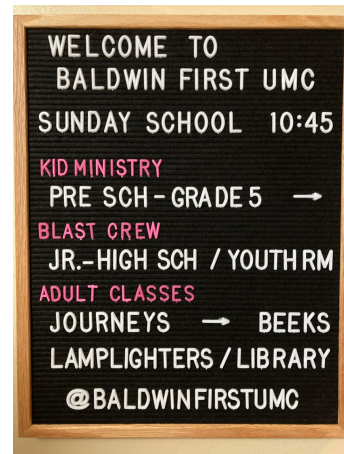 WELCOME TO
BALDWIN FIRST UMC
SUNDAY SCHOOL 10:45
KID MINISTRY
PRE SCH - GRADE 5 →
BLAST CREW
JR.-HIGH SCH / YOUTH RM
ADULT CLASSES
JOURNEYS → BEEKS
LAMPLIGHTERS / LIBRARY
@BALDWINFIRSTUMC